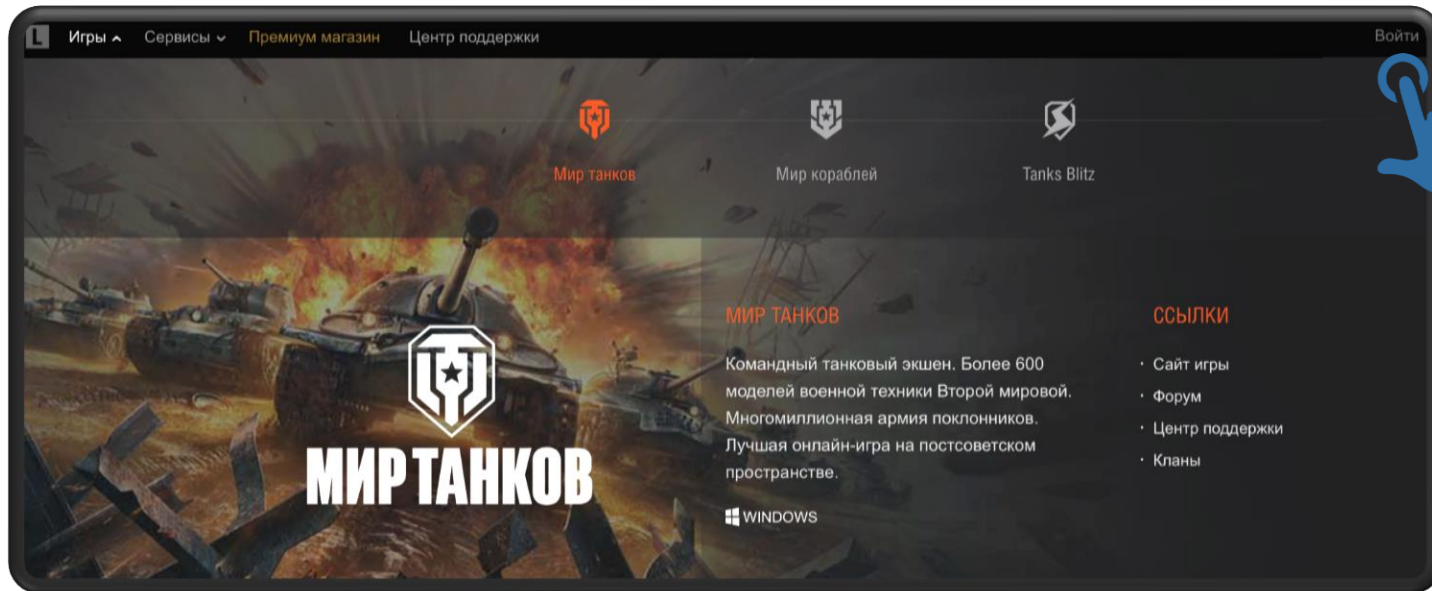 L Игры Сервисы Премиум магазин Центр поддержки Войти
Мир танков Мир кораблей Tanks Blitz
МИР ТАНКОВ
Командный танковый экшен. Более 600
моделей военной техники Второй мировой.
Многомиллионная армия поклонников.
Лучшая онлайн-игра на постсоветском
пространстве.
WINDOWS
ССЫЛКИ
· Сайт игры
· Форум
· Центр поддержки
· Кланы
МИР ТАНКОВ